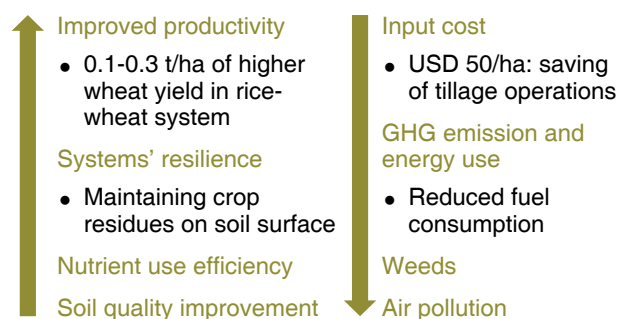 Improved productivity
• 0.1-0.3 t/ha of higher
wheat yield in rice-
wheat system
Systems' resilience
• Maintaining crop
residues on soil surface
Nutrient use efficiency
Soil quality improvement
Input cost
• USD 50/ha: saving
of tillage operations
GHG emission and
energy use
• Reduced fuel
consumption
Weeds
Air pollution